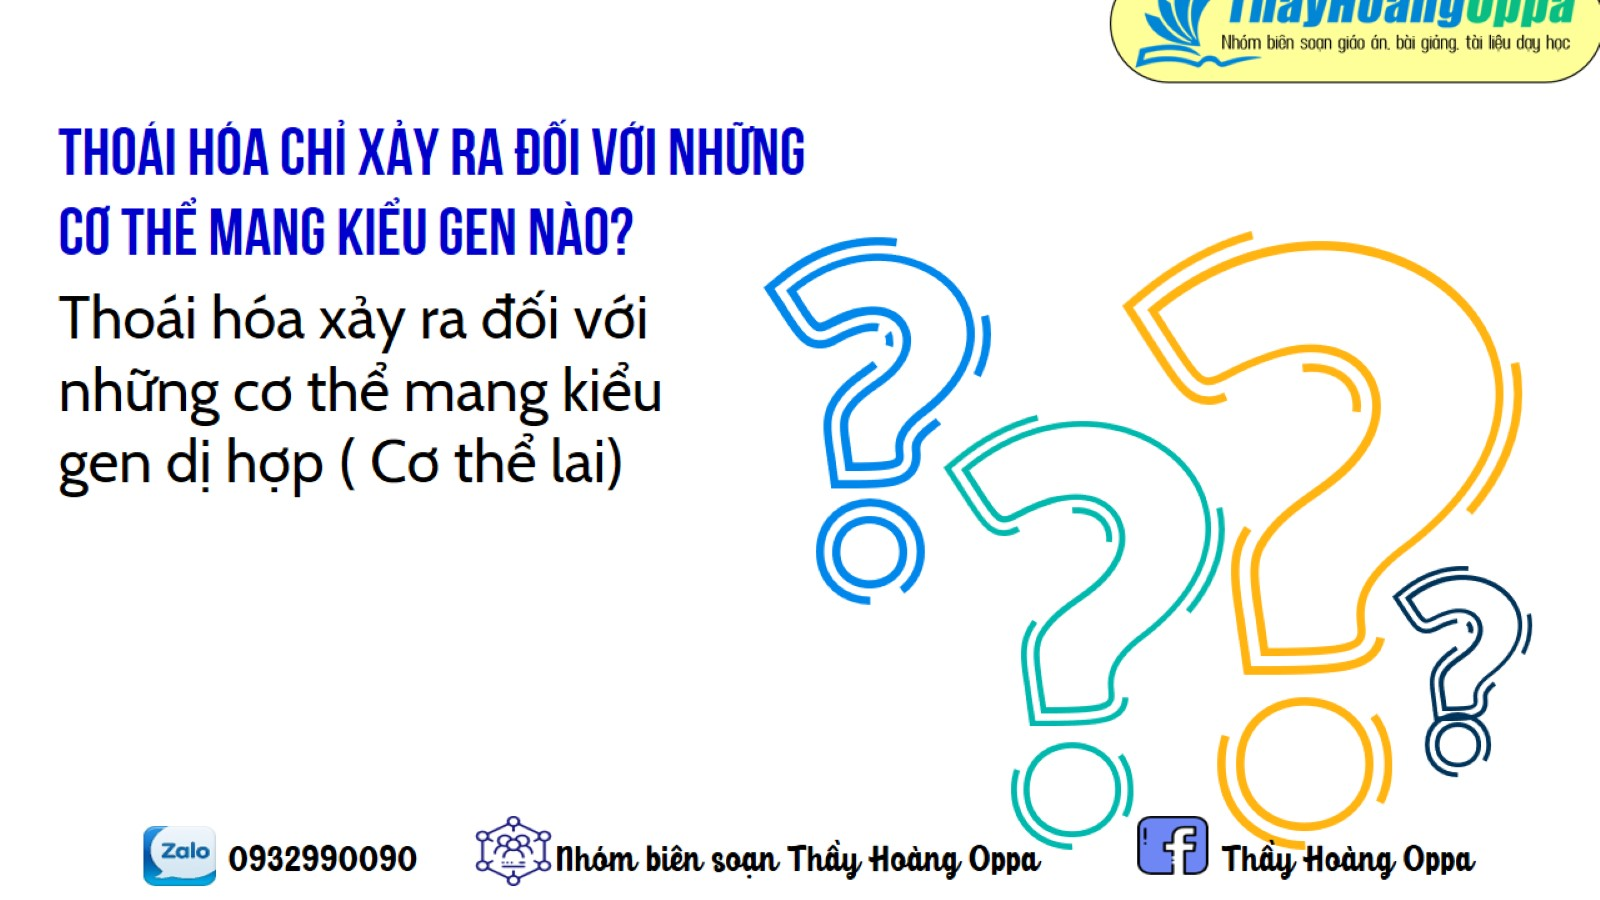 ThầyHoàngOppa
Nhóm biên soạn giáo án, bài giảng, tài liệu dạy học
THOÁI HÓA CHỈ XẢY RA ĐỐI VỚI NHỮNG
CƠ THỂ MANG KIỂU GEN NÀO?
Thoái hóa xảy ra đối với
những cơ thể mang kiểu
gen dị hợp ( Cơ thể lai)
Zalo 0932990090
Nhóm biên soạn Thầy Hoàng Oppa
f Thầy Hoàng Oppa